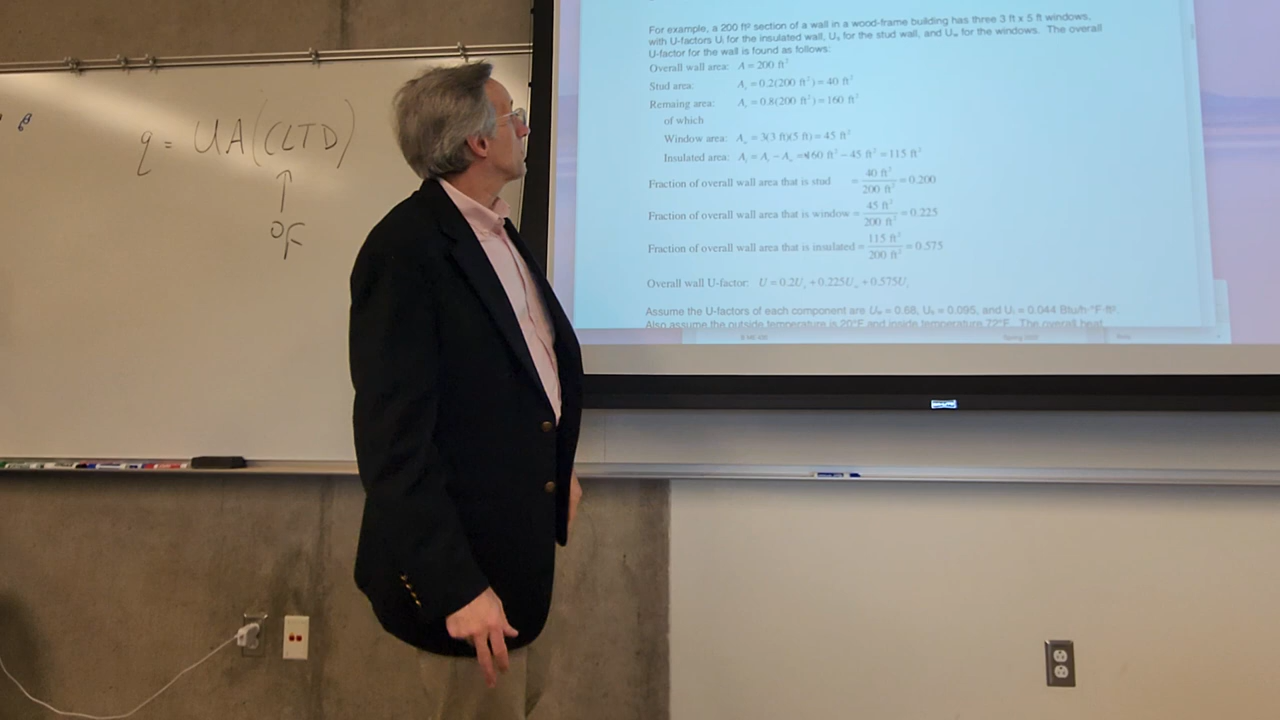 q = UA(CLTD)
↑
°F
For example, a 200 ft² section of a wall in a wood-frame building has three 3 ft x 5 ft windows,
with U-factors Uᵢ for the insulated wall, Uₛ for the stud wall, and U_w for the windows. The overall
U-factor for the wall is found as follows:
Overall wall area: A = 200 ft²
Stud area: Aₛ = 0.2(200 ft²) = 40 ft²
Remaing area: Aᵣ = 0.8(200 ft²) = 160 ft²
of which
Window area: A_w = 3(3 ft)(5 ft) = 45 ft²
Insulated area: Aᵢ = Aᵣ − A_w = 160 ft² − 45 ft² = 115 ft²
Fraction of overall wall area that is stud = 40 ft² / 200 ft² = 0.200
Fraction of overall wall area that is window = 45 ft² / 200 ft² = 0.225
Fraction of overall wall area that is insulated = 115 ft² / 200 ft² = 0.575
Overall wall U-factor: U = 0.2Uₛ + 0.225U_w + 0.575Uᵢ
Assume the U-factors of each component are U_w = 0.68, Uₛ = 0.095, and Uᵢ = 0.044 Btu/h·°F·ft².
Also assume the outside temperature is 20°F and inside temperature 72°F. The overall heat